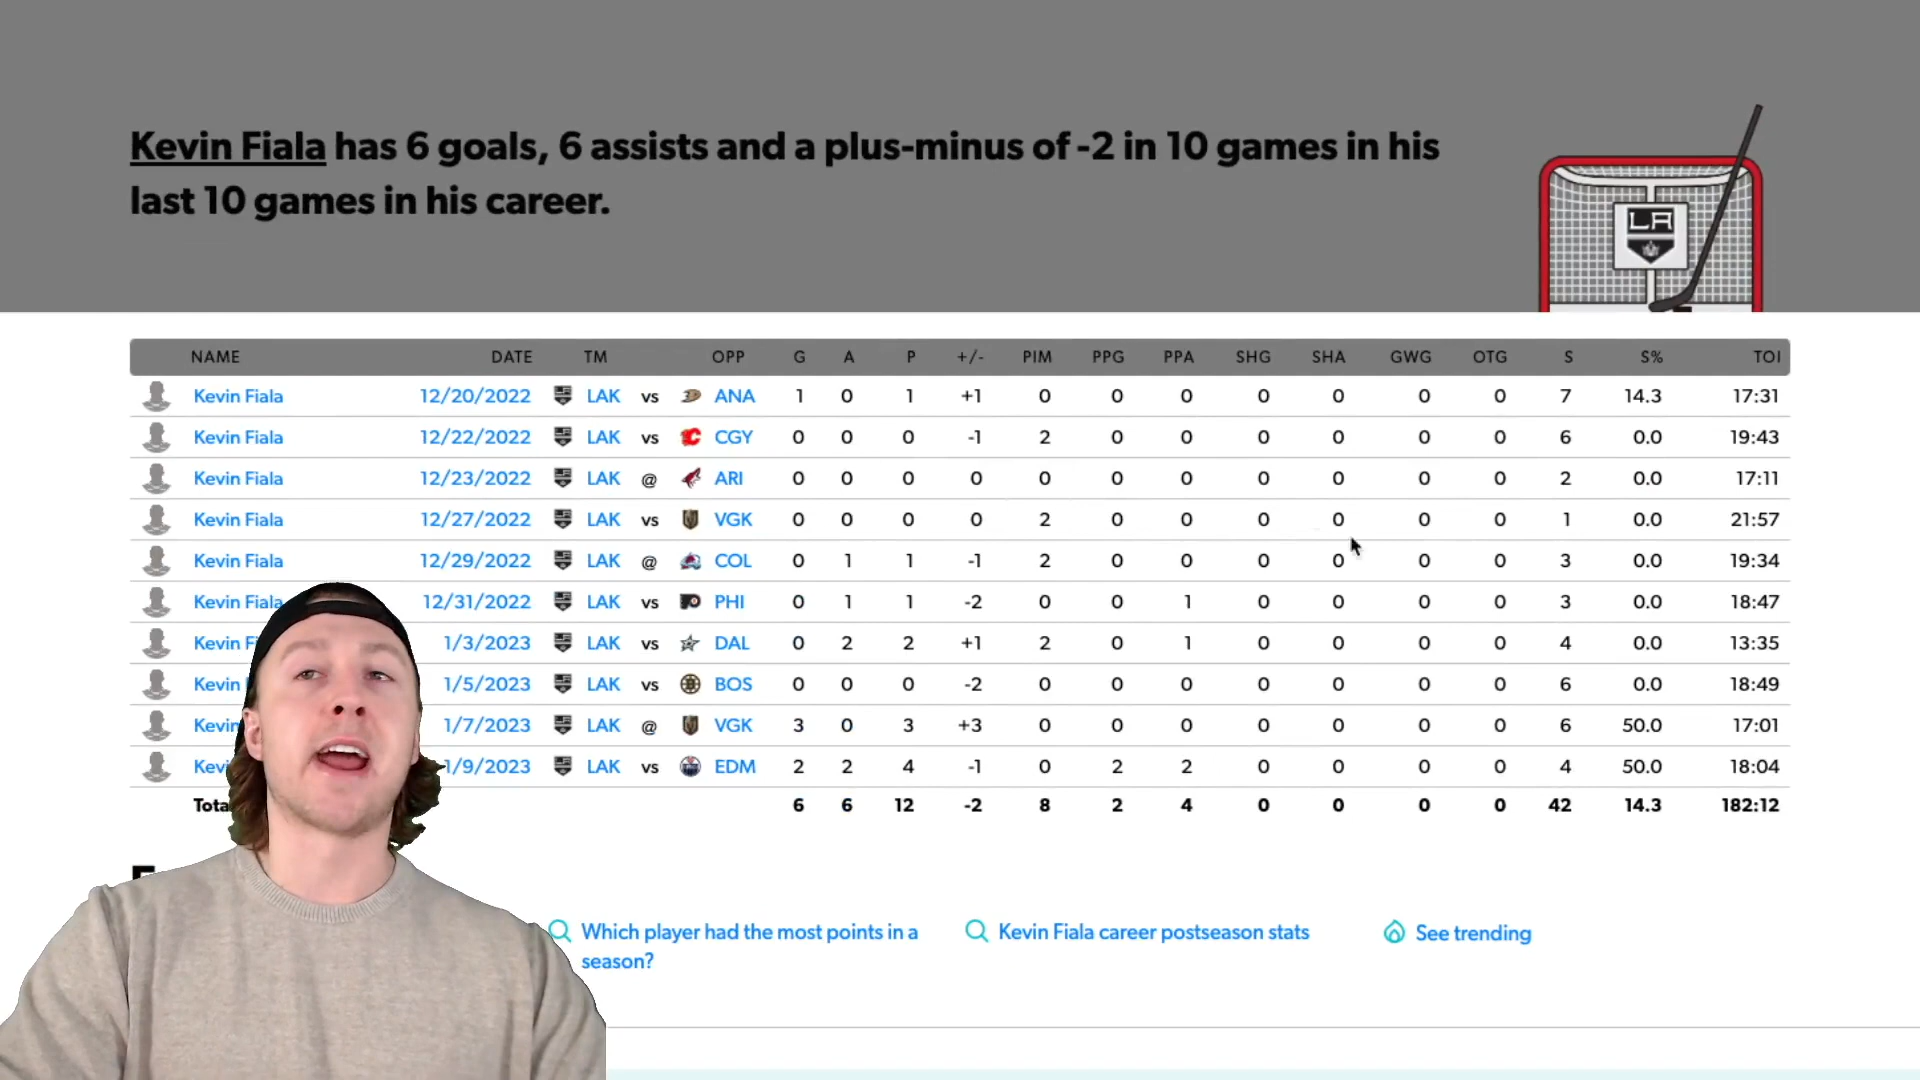 Kevin Fiala has 6 goals, 6 assists and a plus-minus of -2 in 10 games in his
last 10 games in his career.
LA
NAME DATE TM OPP G A P +/- PIM PPG PPA SHG SHA GWG OTG S S% TOI
Kevin Fiala 12/20/2022 LAK vs ANA 1 0 1 +1 0 0 0 0 0 0 0 7 14.3 17:31
Kevin Fiala 12/22/2022 LAK vs CGY 0 0 0 -1 2 0 0 0 0 0 0 6 0.0 19:43
Kevin Fiala 12/23/2022 LAK @ ARI 0 0 0 0 0 0 0 0 0 0 0 2 0.0 17:11
Kevin Fiala 12/27/2022 LAK vs VGK 0 0 0 0 2 0 0 0 0 0 0 1 0.0 21:57
Kevin Fiala 12/29/2022 LAK @ COL 0 1 1 -1 2 0 0 0 0 0 0 3 0.0 19:34
Kevin Fiala 12/31/2022 LAK vs PHI 0 1 1 -2 0 0 1 0 0 0 0 3 0.0 18:47
Kevin 1/3/2023 LAK vs DAL 0 2 2 +1 2 0 1 0 0 0 0 4 0.0 13:35
Kevin 1/5/2023 LAK vs BOS 0 0 0 -2 0 0 0 0 0 0 0 6 0.0 18:49
Kevin 1/7/2023 LAK @ VGK 3 0 3 +3 0 0 0 0 0 0 0 6 50.0 17:01
Kevi 1/9/2023 LAK vs EDM 2 2 4 -1 0 2 2 0 0 0 0 4 50.0 18:04
Tota 6 6 12 -2 8 2 4 0 0 0 0 42 14.3 182:12
Which player had the most points in a
season?
Kevin Fiala career postseason stats
See trending